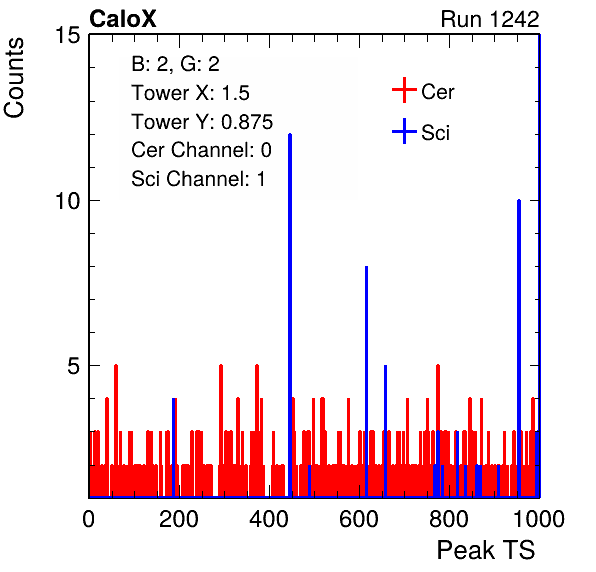 CaloX Run 1242
Counts
15
10
5
B: 2, G: 2
Tower X: 1.5
Tower Y: 0.875
Cer Channel: 0
Sci Channel: 1
Cer
Sci
0 200 400 600 800 1000
Peak TS